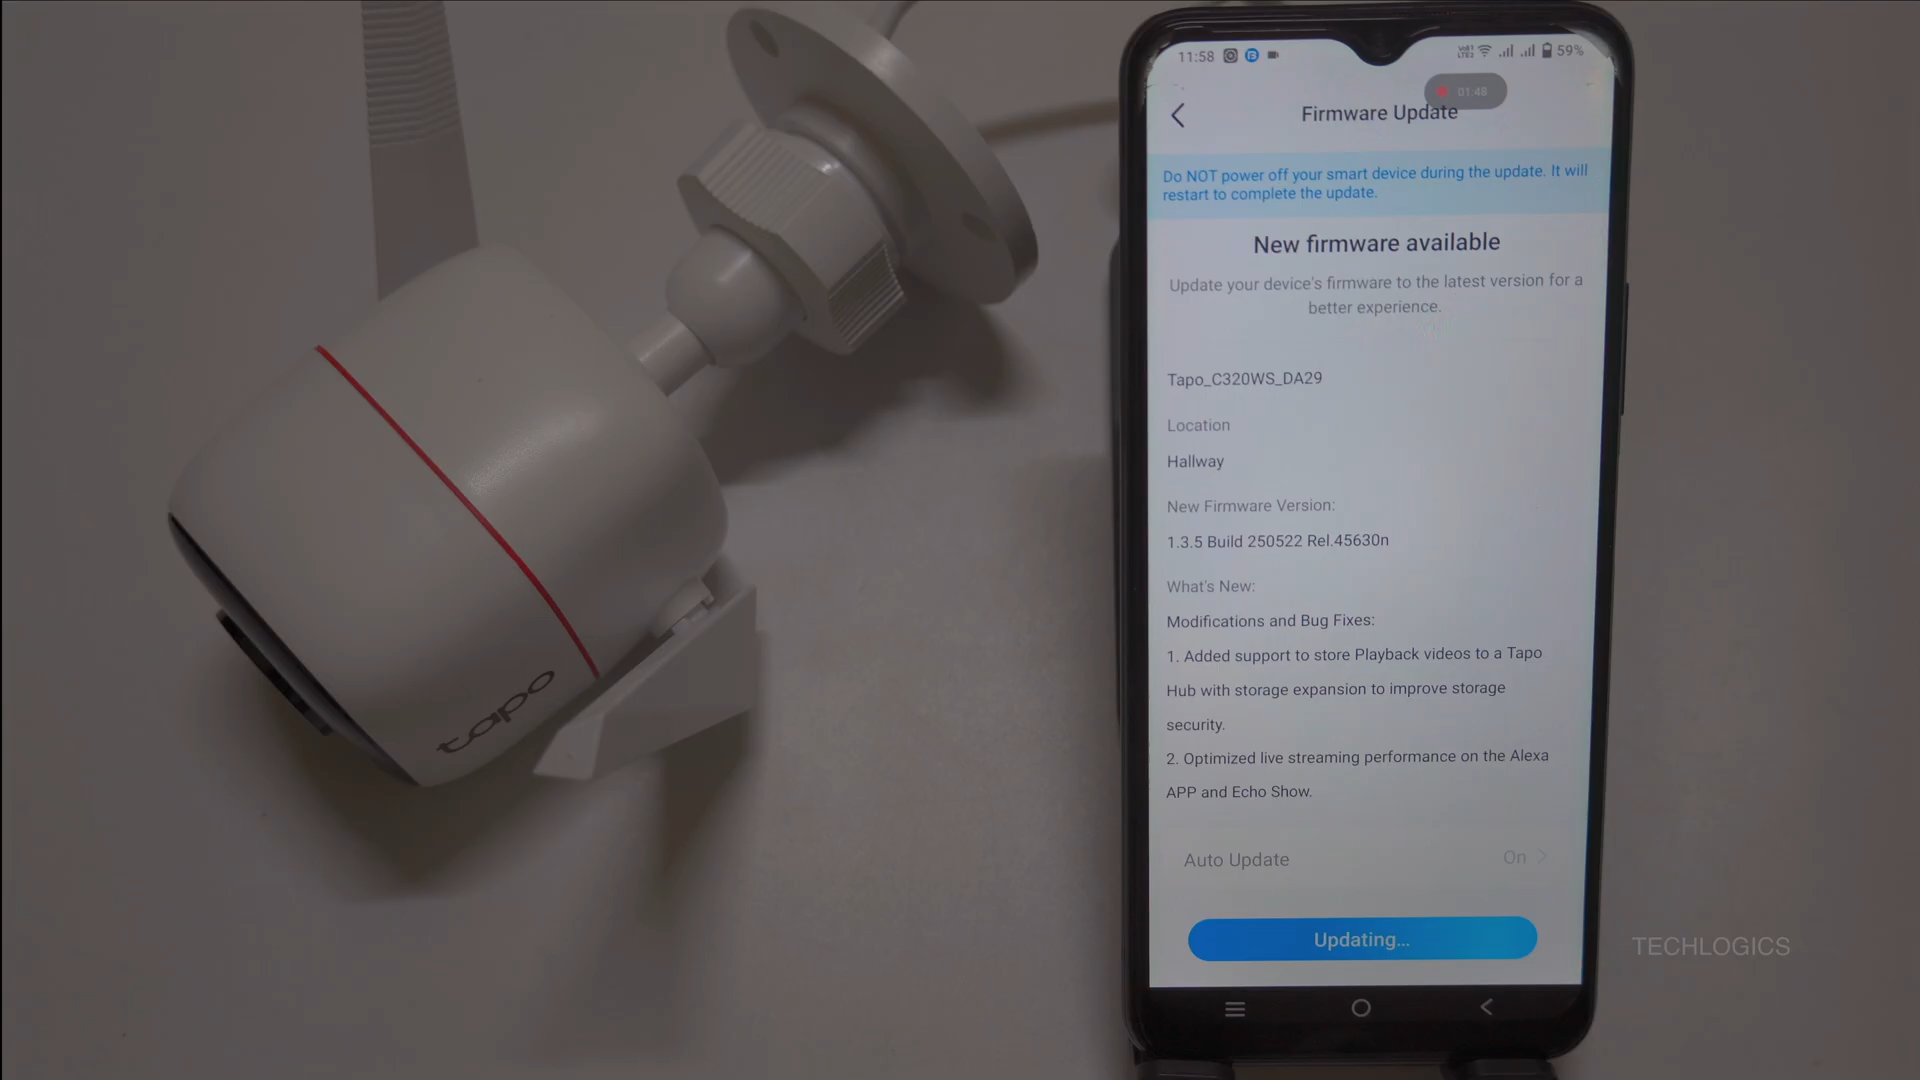 tapo
11:58
59%
01:48
Firmware Update
Do NOT power off your smart device during the update. It will
restart to complete the update.
New firmware available
Update your device's firmware to the latest version for a
better experience.
Tapo_C320WS_DA29
Location
Hallway
New Firmware Version:
1.3.5 Build 250522 Rel.45630n
What's New:
Modifications and Bug Fixes:
1. Added support to store Playback videos to a Tapo
Hub with storage expansion to improve storage
security.
2. Optimized live streaming performance on the Alexa
APP and Echo Show.
Auto Update On
Updating...
TECHLOGICS